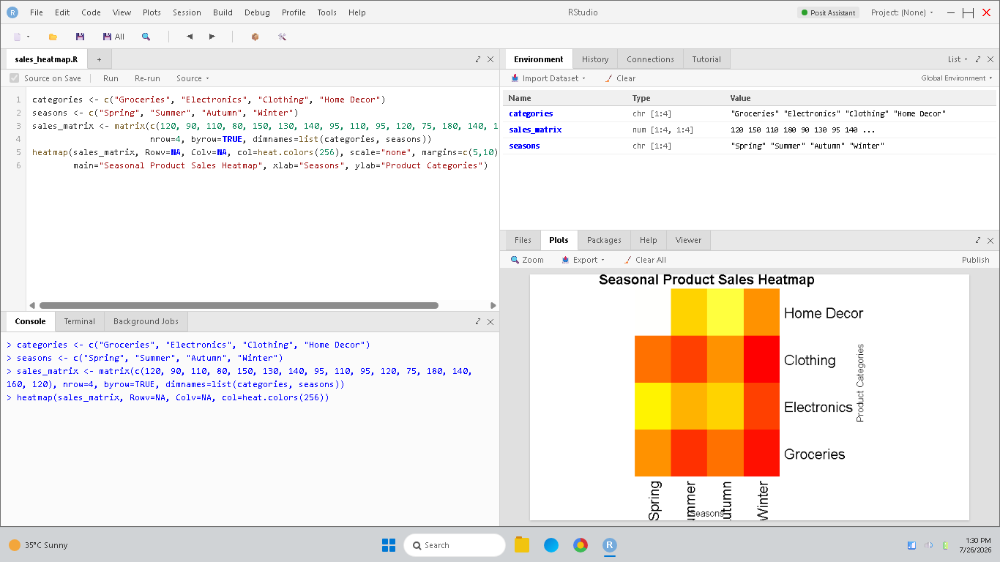 R File Edit Code View Plots Session Build Debug Profile Tools Help RStudio Posit Assistant Project: (None)
All
sales_heatmap.R +
Source on Save Run Re-run Source
1 categories <- c("Groceries", "Electronics", "Clothing", "Home Decor")
2 seasons <- c("Spring", "Summer", "Autumn", "Winter")
3 sales_matrix <- matrix(c(120, 90, 110, 80, 150, 130, 140, 95, 110, 95, 120, 75, 180, 140, 1
4 nrow=4, byrow=TRUE, dimnames=list(categories, seasons))
5 heatmap(sales_matrix, Rowv=NA, Colv=NA, col=heat.colors(256), scale="none", margins=c(5,10)
6 main="Seasonal Product Sales Heatmap", xlab="Seasons", ylab="Product Categories")
Console Terminal Background Jobs
> categories <- c("Groceries", "Electronics", "Clothing", "Home Decor")
> seasons <- c("Spring", "Summer", "Autumn", "Winter")
> sales_matrix <- matrix(c(120, 90, 110, 80, 150, 130, 140, 95, 110, 95, 120, 75, 180, 140,
160, 120), nrow=4, byrow=TRUE, dimnames=list(categories, seasons))
> heatmap(sales_matrix, Rowv=NA, Colv=NA, col=heat.colors(256))
Environment History Connections Tutorial List
Import Dataset Clear Global Environment
Name Type Value
categories chr [1:4] "Groceries" "Electronics" "Clothing" "Home Decor"
sales_matrix num [1:4, 1:4] 120 150 110 180 90 130 95 140 ...
seasons chr [1:4] "Spring" "Summer" "Autumn" "Winter"
Files Plots Packages Help Viewer
Zoom Export Clear All Publish
Seasonal Product Sales Heatmap
Home Decor
Clothing
Electronics
Groceries
Product Categories
Spring
ummer
utumn
Winter
Seasons
35°C Sunny
Search
R
1:30 PM
7/26/2026